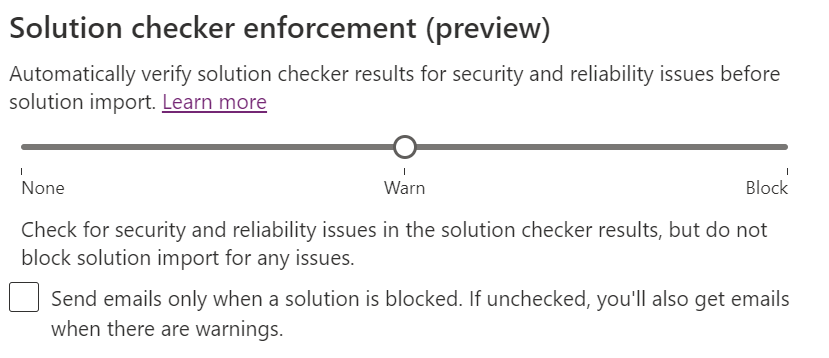 Solution checker enforcement (preview)
Automatically verify solution checker results for security and reliability issues before
solution import. Learn more
None Warn Block
Check for security and reliability issues in the solution checker results, but do not
block solution import for any issues.
Send emails only when a solution is blocked. If unchecked, you'll also get emails
when there are warnings.